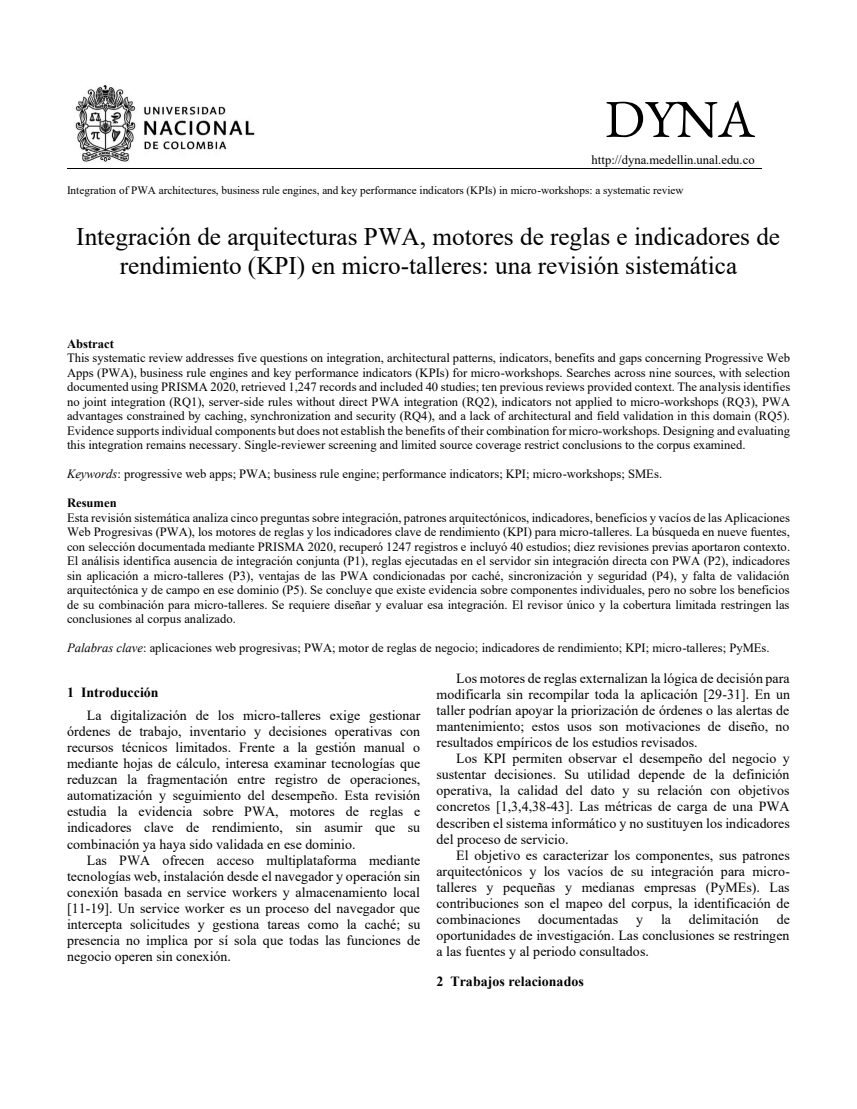 UNIVERSIDAD
NACIONAL
DE COLOMBIA
DYNA
http://dyna.medellin.unal.edu.co
Integration of PWA architectures, business rule engines, and key performance indicators (KPIs) in micro-workshops: a systematic review
Integración de arquitecturas PWA, motores de reglas e indicadores de
rendimiento (KPI) en micro-talleres: una revisión sistemática
Abstract
This systematic review addresses five questions on integration, architectural patterns, indicators, benefits and gaps concerning Progressive Web
Apps (PWA), business rule engines and key performance indicators (KPIs) for micro-workshops. Searches across nine sources, with selection
documented using PRISMA 2020, retrieved 1,247 records and included 40 studies; ten previous reviews provided context. The analysis identifies
no joint integration (RQ1), server-side rules without direct PWA integration (RQ2), indicators not applied to micro-workshops (RQ3), PWA
advantages constrained by caching, synchronization and security (RQ4), and a lack of architectural and field validation in this domain (RQ5).
Evidence supports individual components but does not establish the benefits of their combination for micro-workshops. Designing and evaluating
this integration remains necessary. Single-reviewer screening and limited source coverage restrict conclusions to the corpus examined.
Keywords: progressive web apps; PWA; business rule engine; performance indicators; KPI; micro-workshops; SMEs.
Resumen
Esta revisión sistemática analiza cinco preguntas sobre integración, patrones arquitectónicos, indicadores, beneficios y vacíos de las Aplicaciones
Web Progresivas (PWA), los motores de reglas y los indicadores clave de rendimiento (KPI) para micro-talleres. La búsqueda en nueve fuentes,
con selección documentada mediante PRISMA 2020, recuperó 1247 registros e incluyó 40 estudios; diez revisiones previas aportaron contexto.
El análisis identifica ausencia de integración conjunta (P1), reglas ejecutadas en el servidor sin integración directa con PWA (P2), indicadores
sin aplicación a micro-talleres (P3), ventajas de las PWA condicionadas por caché, sincronización y seguridad (P4), y falta de validación
arquitectónica y de campo en ese dominio (P5). Se concluye que existe evidencia sobre componentes individuales, pero no sobre los beneficios
de su combinación para micro-talleres. Se requiere diseñar y evaluar esa integración. El revisor único y la cobertura limitada restringen las
conclusiones al corpus analizado.
Palabras clave: aplicaciones web progresivas; PWA; motor de reglas de negocio; indicadores de rendimiento; KPI; micro-talleres; PyMEs.
1 Introducción
La digitalización de los micro-talleres exige gestionar
órdenes de trabajo, inventario y decisiones operativas con
recursos técnicos limitados. Frente a la gestión manual o
mediante hojas de cálculo, interesa examinar tecnologías que
reduzcan la fragmentación entre registro de operaciones,
automatización y seguimiento del desempeño. Esta revisión
estudia la evidencia sobre PWA, motores de reglas e
indicadores clave de rendimiento, sin asumir que su
combinación ya haya sido validada en ese dominio.
Las PWA ofrecen acceso multiplataforma mediante
tecnologías web, instalación desde el navegador y operación sin
conexión basada en service workers y almacenamiento local
[11-19]. Un service worker es un proceso del navegador que
intercepta solicitudes y gestiona tareas como la caché; su
presencia no implica por sí sola que todas las funciones de
negocio operen sin conexión.
Los motores de reglas externalizan la lógica de decisión para
modificarla sin recompilar toda la aplicación [29-31]. En un
taller podrían apoyar la priorización de órdenes o las alertas de
mantenimiento; estos usos son motivaciones de diseño, no
resultados empíricos de los estudios revisados.
Los KPI permiten observar el desempeño del negocio y
sustentar decisiones. Su utilidad depende de la definición
operativa, la calidad del dato y su relación con objetivos
concretos [1,3,4,38-43]. Las métricas de carga de una PWA
describen el sistema informático y no sustituyen los indicadores
del proceso de servicio.
El objetivo es caracterizar los componentes, sus patrones
arquitectónicos y los vacíos de su integración para micro-
talleres y pequeñas y medianas empresas (PyMEs). Las
contribuciones son el mapeo del corpus, la identificación de
combinaciones documentadas y la delimitación de
oportunidades de investigación. Las conclusiones se restringen
a las fuentes y al periodo consultados.
2 Trabajos relacionados